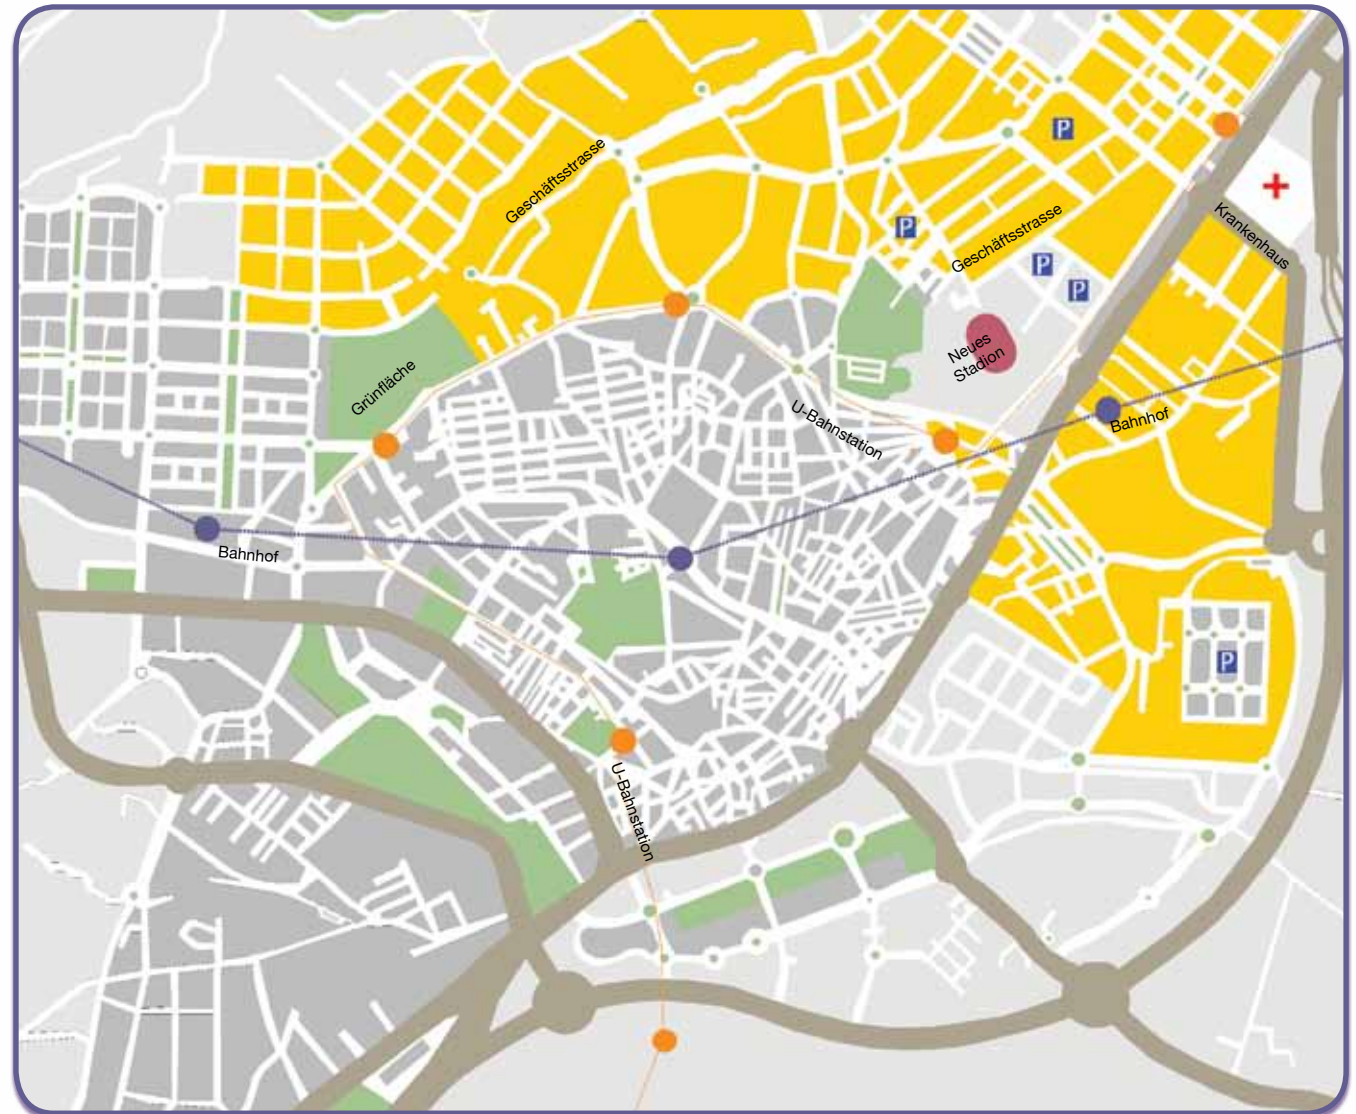 P
Geschäftsstrasse
Krankenhaus
P
Geschäftsstrasse
P
P
Neues
Stadion
Grünfläche
U-Bahnstation
Bahnhof
Bahnhof
P
U-Bahnstation